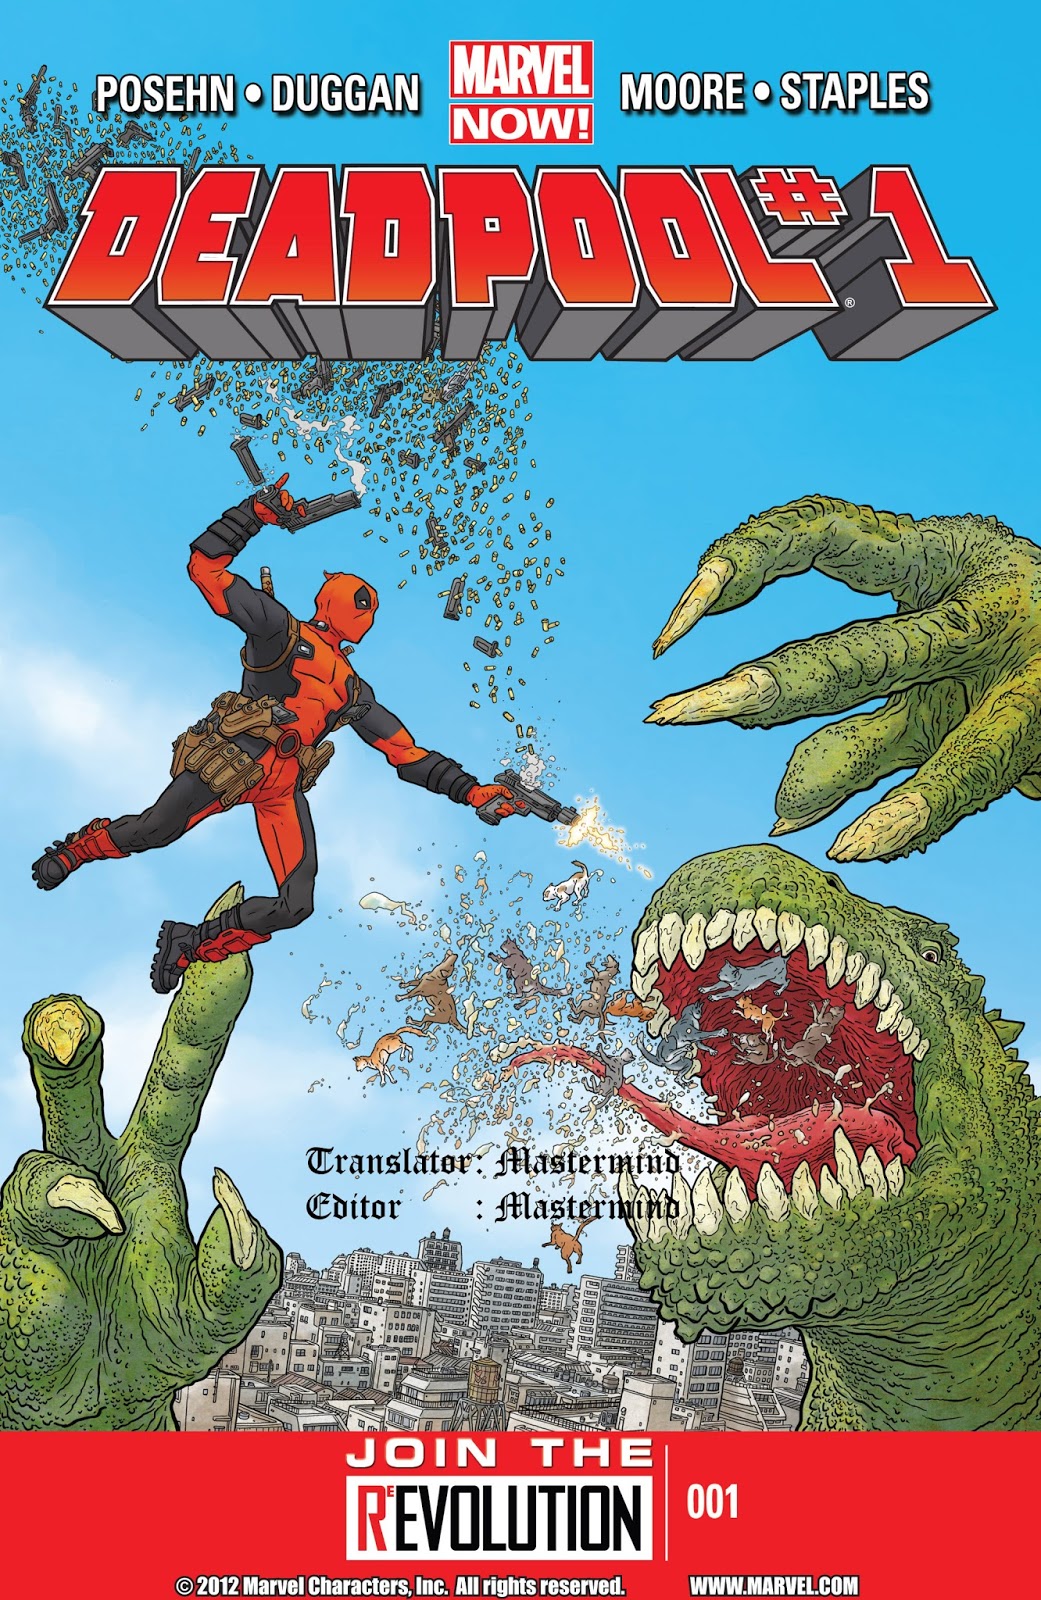 POSEHN • DUGGAN
MARVEL
NOW!
MOORE • STAPLES
DEADPOOL #1
®
Translator: Mastermind
Editor : Mastermind
JOIN THE
REVOLUTION
001
© 2012 Marvel Characters, Inc. All rights reserved.
WWW.MARVEL.COM